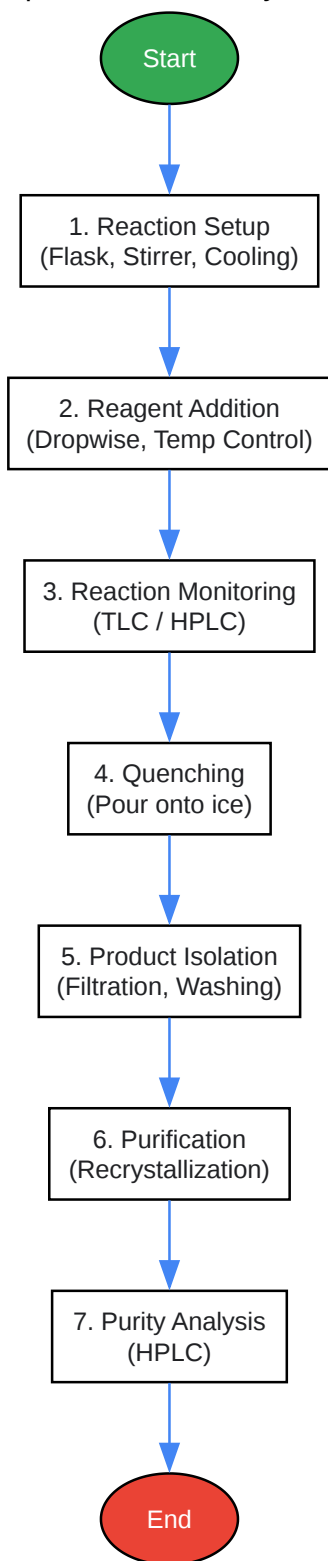 Start
1. Reaction Setup
(Flask, Stirrer, Cooling)
2. Reagent Addition
(Dropwise, Temp Control)
3. Reaction Monitoring
(TLC / HPLC)
4. Quenching
(Pour onto ice)
5. Product Isolation
(Filtration, Washing)
6. Purification
(Recrystallization)
7. Purity Analysis
(HPLC)
End